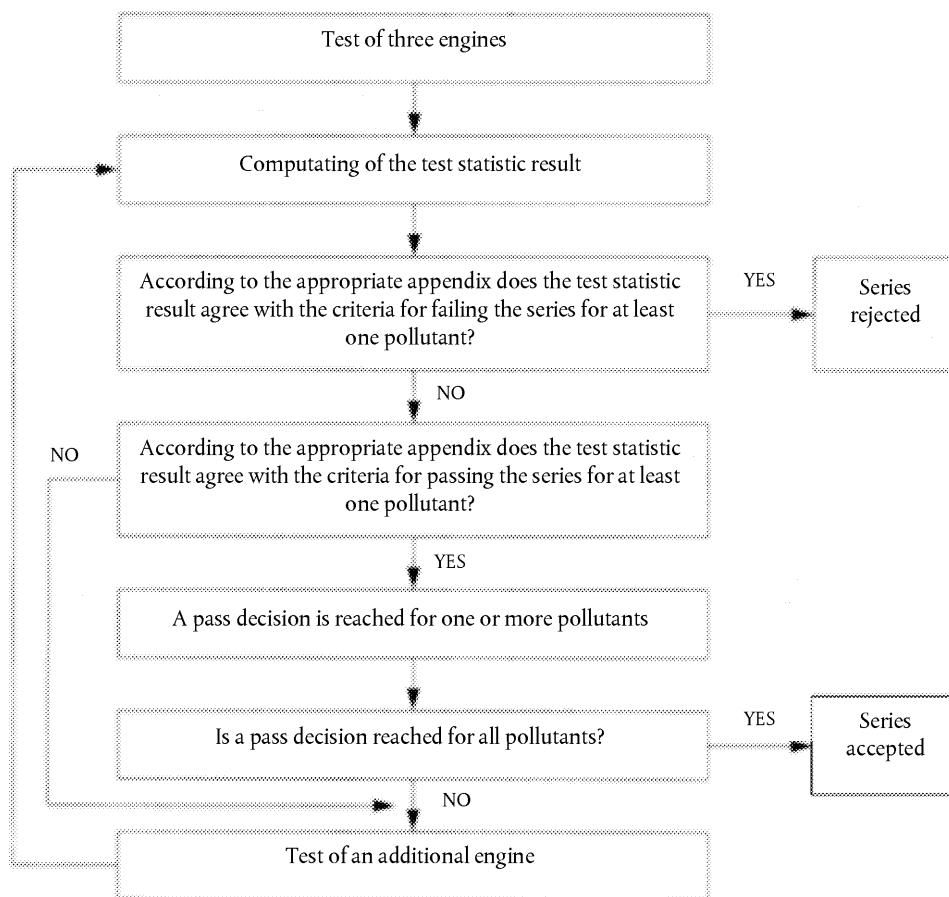 Test of three engines
Computating of the test statistic result
According to the appropriate appendix does the test statistic
result agree with the criteria for failing the series for at least
one pollutant?
YES
Series
rejected
NO
According to the appropriate appendix does the test statistic
result agree with the criteria for passing the series for at least
one pollutant?
NO
YES
A pass decision is reached for one or more pollutants
Is a pass decision reached for all pollutants?
YES
Series
accepted
NO
Test of an additional engine